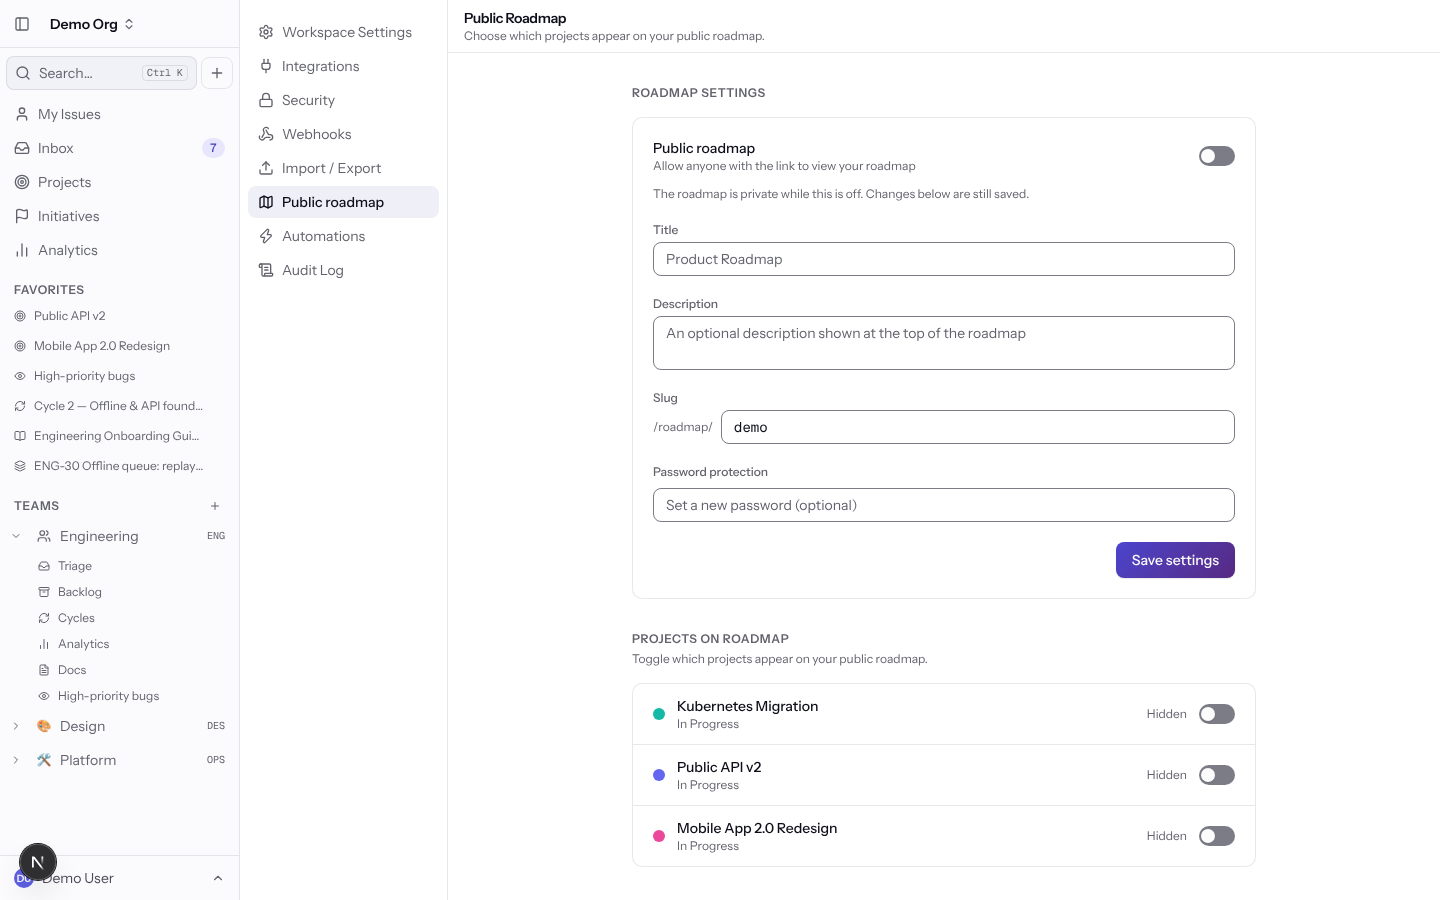 Demo Org
Search...
Ctrl K
My Issues
Inbox
7
Projects
Initiatives
Analytics
FAVORITES
Public API v2
Mobile App 2.0 Redesign
High-priority bugs
Cycle 2 — Offline & API found...
Engineering Onboarding Gui...
ENG-30 Offline queue: replay...
TEAMS
Engineering
ENG
Triage
Backlog
Cycles
Analytics
Docs
High-priority bugs
Design
DES
Platform
OPS
N
Demo User
Workspace Settings
Integrations
Security
Webhooks
Import / Export
Public roadmap
Automations
Audit Log
Public Roadmap
Choose which projects appear on your public roadmap.
ROADMAP SETTINGS
Public roadmap
Allow anyone with the link to view your roadmap
The roadmap is private while this is off. Changes below are still saved.
Title
Product Roadmap
Description
An optional description shown at the top of the roadmap
Slug
/roadmap/
demo
Password protection
Set a new password (optional)
Save settings
PROJECTS ON ROADMAP
Toggle which projects appear on your public roadmap.
Kubernetes Migration
In Progress
Hidden
Public API v2
In Progress
Hidden
Mobile App 2.0 Redesign
In Progress
Hidden